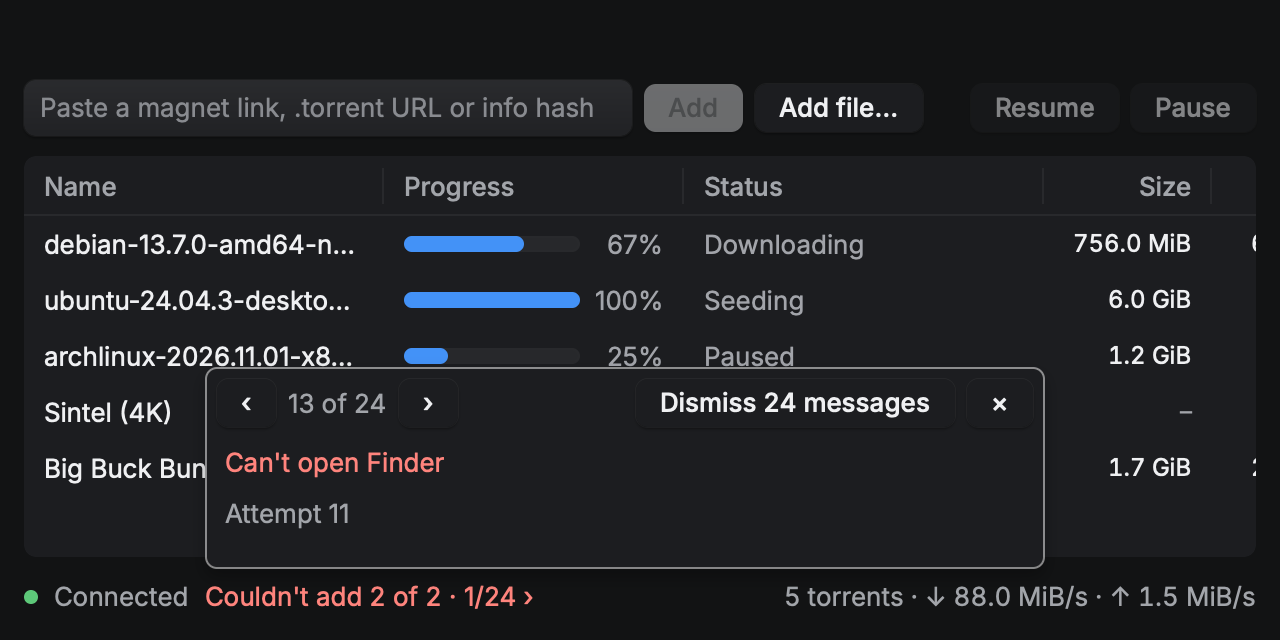 Paste a magnet link, .torrent URL or info hash Add Add file... Resume Pause
Name Progress Status Size
debian-13.7.0-amd64-n... 67% Downloading 756.0 MiB
ubuntu-24.04.3-deskto... 100% Seeding 6.0 GiB
archlinux-2026.11.01-x8... 25% Paused 1.2 GiB
‹ 13 of 24 › Dismiss 24 messages ×
Sintel (4K) –
Can't open Finder
Big Buck Bun 1.7 GiB
Attempt 11
Connected Couldn't add 2 of 2 · 1/24 › 5 torrents · ↓ 88.0 MiB/s · ↑ 1.5 MiB/s